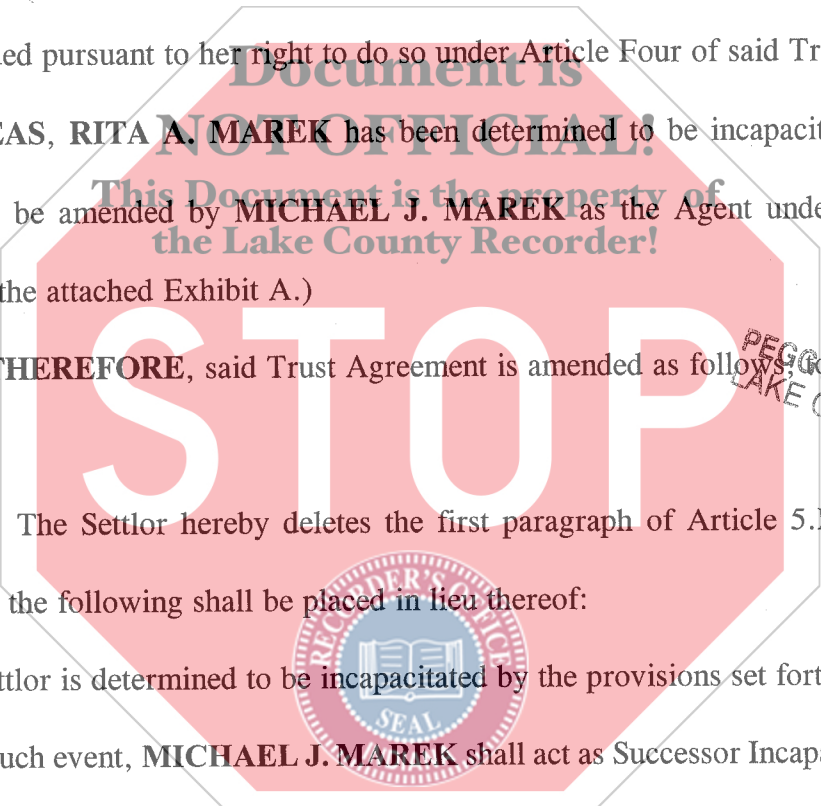 ed pursuant to her right to do so under Article Four of said Tr
Document is
EAS, RITA A. MAREK has been determined to be incapacit
NOT OFFICIAL!
This Document is the property of
be amended by MICHAEL J. MAREK as the Agent unde
the Lake County Recorder!
the attached Exhibit A.)
STOP
THEREFORE, said Trust Agreement is amended as follows, to
PEGG
LAKE C
The Settlor hereby deletes the first paragraph of Article 5.
the following shall be placed in lieu thereof:
RECORDER'S OFFICE
SEAL
ttlor is determined to be incapacitated by the provisions set fort
uch event, MICHAEL J. MAREK shall act as Successor Incapa